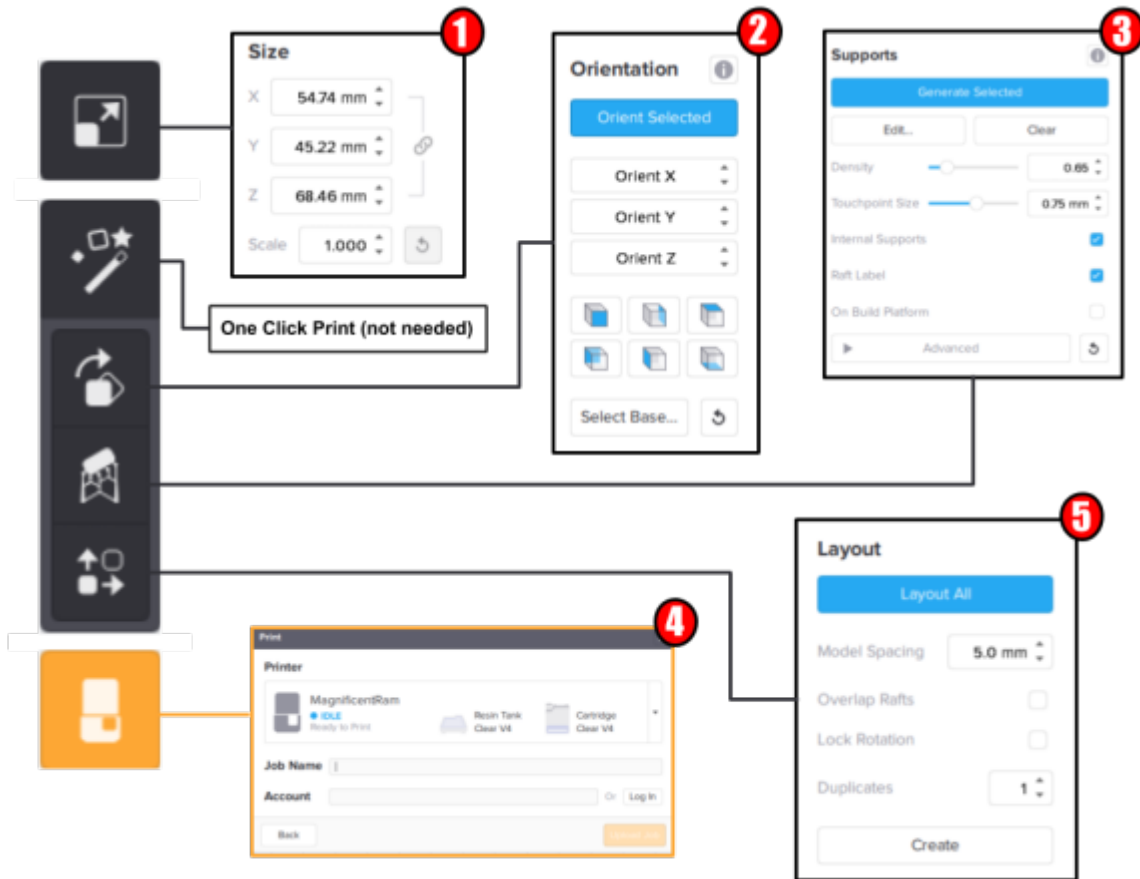 1
Size
X 54.74 mm
Y 45.22 mm
Z 68.46 mm
Scale 1.000
One Click Print (not needed)
2
Orientation
Orient Selected
Orient X
Orient Y
Orient Z
Select Base...
3
Supports
Generate Selected
Edit... Clear
Density 0.65
Touchpoint Size 0.75 mm
Internal Supports
Raft Label
On Build Platform
Advanced
4
Print
Printer
MagnificentRam
IDLE
Ready to Print
Resin Tank
Clear V4
Cartridge
Clear V4
Job Name
Account Or Log In
Back Upload Job
5
Layout
Layout All
Model Spacing 5.0 mm
Overlap Rafts
Lock Rotation
Duplicates 1
Create